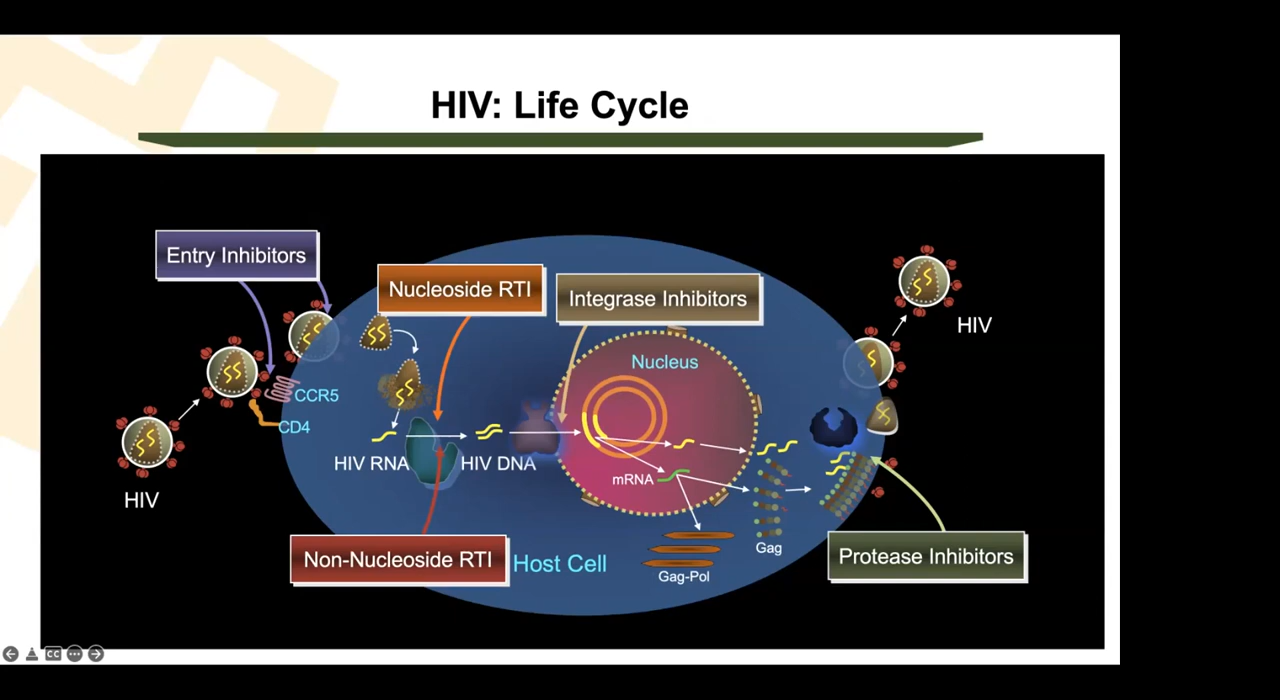 HIV: Life Cycle
Entry Inhibitors
Nucleoside RTI
Integrase Inhibitors
HIV
Nucleus
CCR5
CD4
HIV RNA
HIV DNA
mRNA
HIV
Gag
Non-Nucleoside RTI
Host Cell
Gag-Pol
Protease Inhibitors
CC